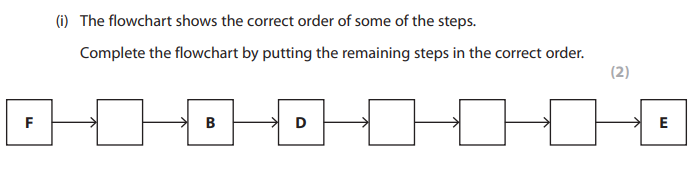 (i) The flowchart shows the correct order of some of the steps.
Complete the flowchart by putting the remaining steps in the correct order.
(2)
F B D E